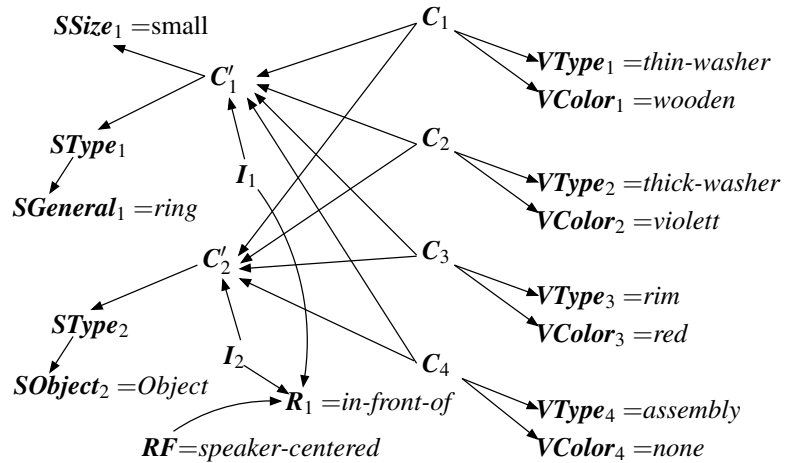 SSize₁ =small
C′₁
STypе₁
SGeneral₁ =ring
I₁
C′₂
SType₂
SObject₂ =Object
I₂
R₁ =in-front-of
RF=speaker-centered
C₁
VType₁ =thin-washer
VColor₁ =wooden
C₂
VType₂ =thick-washer
VColor₂ =violett
C₃
VType₃ =rim
VColor₃ =red
C₄
VType₄ =assembly
VColor₄ =none